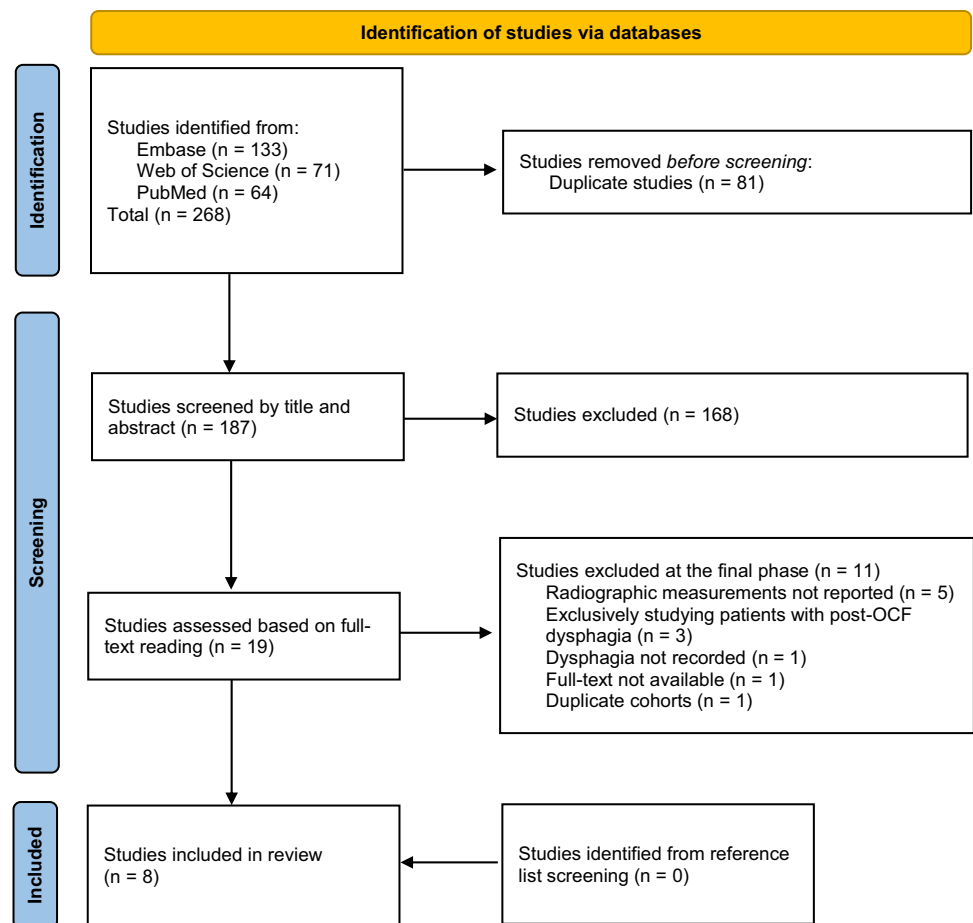 Identification of studies via databases
Identification
Studies identified from:
Embase (n = 133)
Web of Science (n = 71)
PubMed (n = 64)
Total (n = 268)
Studies removed before screening:
Duplicate studies (n = 81)
Screening
Studies screened by title and
abstract (n = 187)
Studies excluded (n = 168)
Studies assessed based on full-
text reading (n = 19)
Studies excluded at the final phase (n = 11)
Radiographic measurements not reported (n = 5)
Exclusively studying patients with post-OCF
dysphagia (n = 3)
Dysphagia not recorded (n = 1)
Full-text not available (n = 1)
Duplicate cohorts (n = 1)
Included
Studies included in review
(n = 8)
Studies identified from reference
list screening (n = 0)